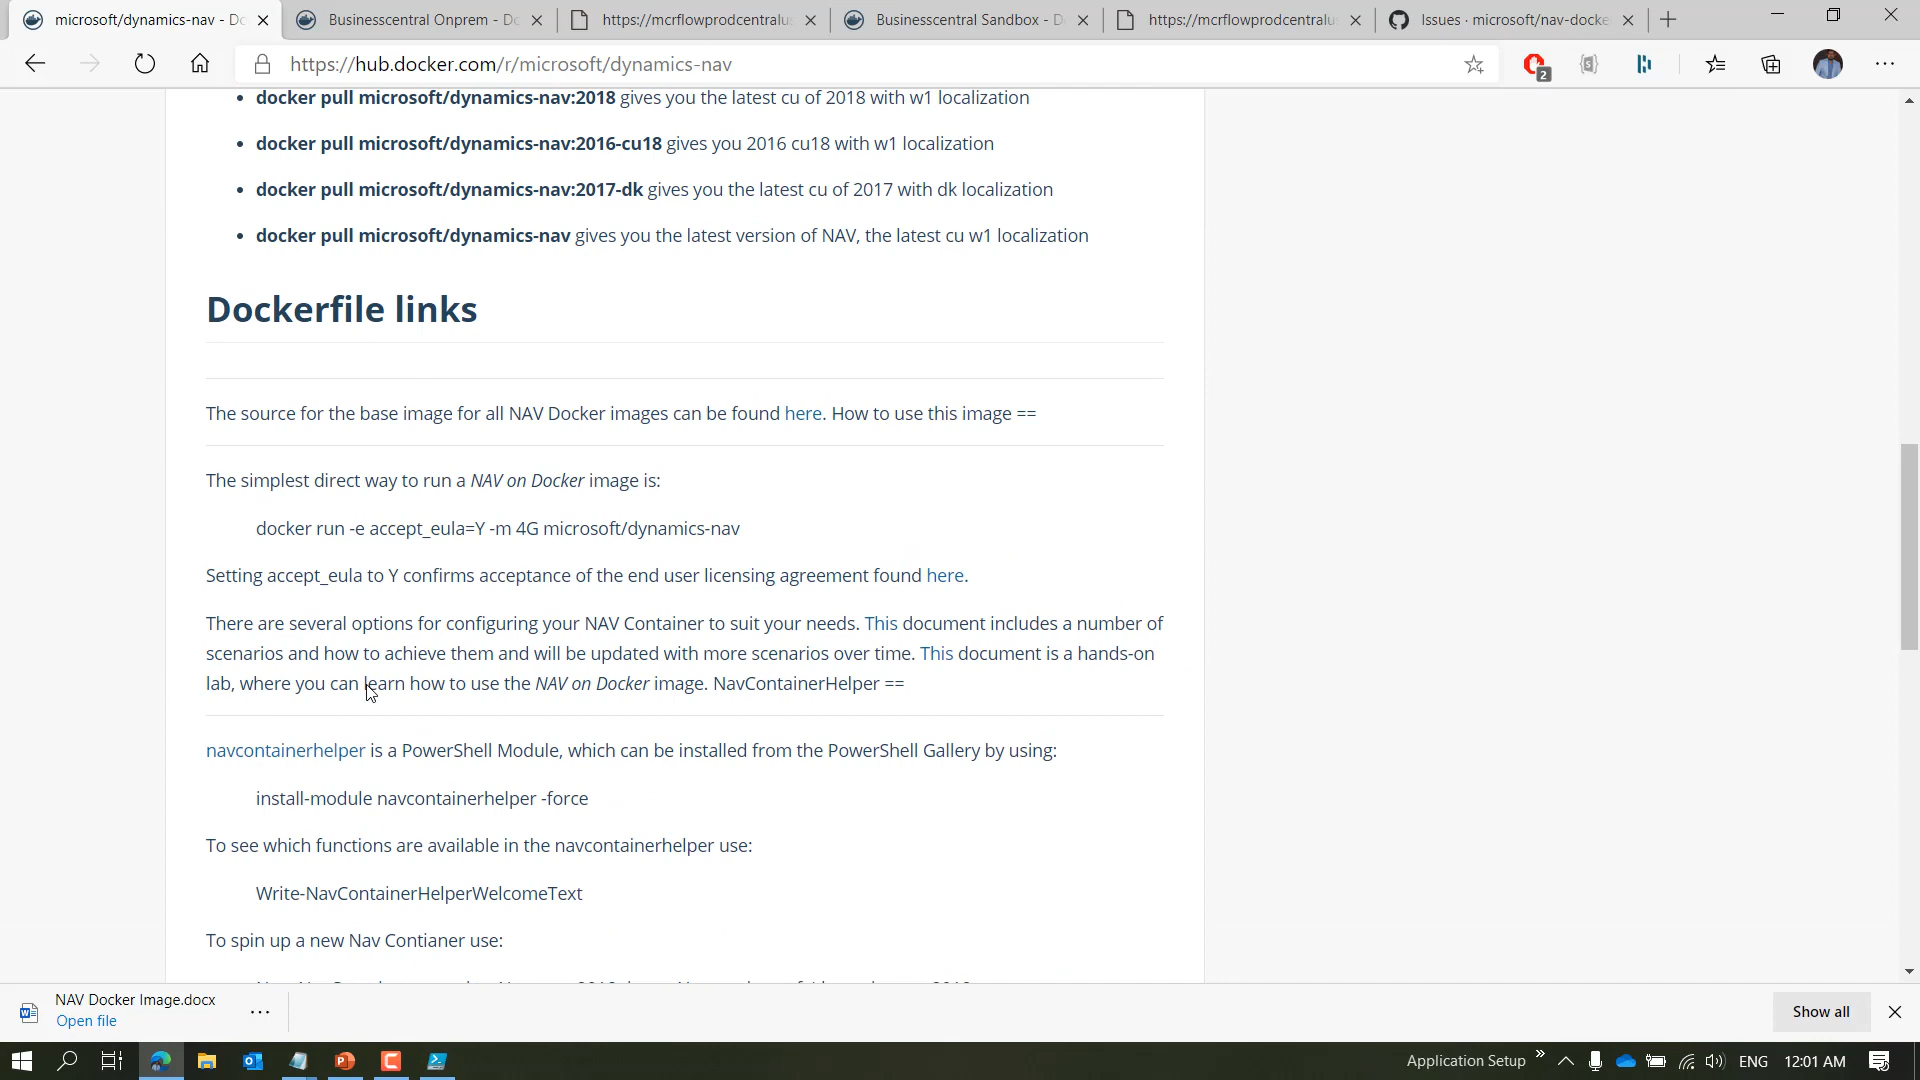 microsoft/dynamics-nav - Do
Businesscentral Onprem - Do
https://mcrflowprodcentralus
Businesscentral Sandbox - D
https://mcrflowprodcentralus
Issues · microsoft/nav-docke
https://hub.docker.com/r/microsoft/dynamics-nav
2
docker pull microsoft/dynamics-nav:2018 gives you the latest cu of 2018 with w1 localization
docker pull microsoft/dynamics-nav:2016-cu18 gives you 2016 cu18 with w1 localization
docker pull microsoft/dynamics-nav:2017-dk gives you the latest cu of 2017 with dk localization
docker pull microsoft/dynamics-nav gives you the latest version of NAV, the latest cu w1 localization
Dockerfile links
The source for the base image for all NAV Docker images can be found here. How to use this image ==
The simplest direct way to run a NAV on Docker image is:
docker run -e accept_eula=Y -m 4G microsoft/dynamics-nav
Setting accept_eula to Y confirms acceptance of the end user licensing agreement found here.
There are several options for configuring your NAV Container to suit your needs. This document includes a number of
scenarios and how to achieve them and will be updated with more scenarios over time. This document is a hands-on
lab, where you can learn how to use the NAV on Docker image. NavContainerHelper ==
navcontainerhelper is a PowerShell Module, which can be installed from the PowerShell Gallery by using:
install-module navcontainerhelper -force
To see which functions are available in the navcontainerhelper use:
Write-NavContainerHelperWelcomeText
To spin up a new Nav Contianer use:
NAV Docker Image.docx
Open file
Show all
Application Setup
ENG
12:01 AM